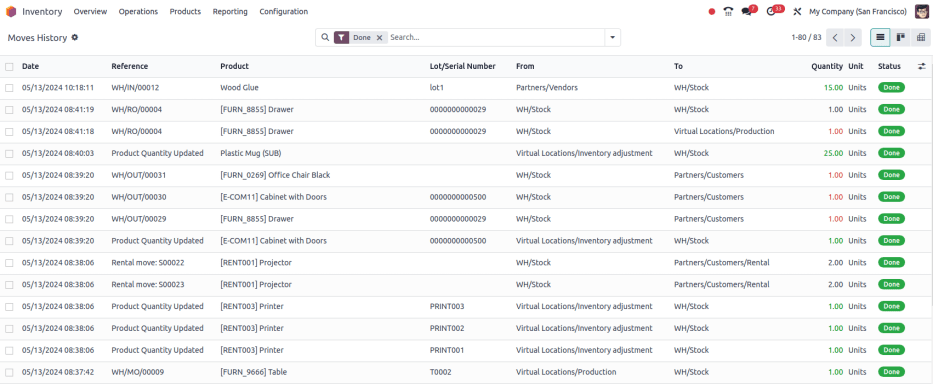 Inventory Overview Operations Products Reporting Configuration 7 33 My Company (San Francisco)
Moves History Done Search... 1-80 / 83
Date Reference Product Lot/Serial Number From To Quantity Unit Status
05/13/2024 10:18:11 WH/IN/00012 Wood Glue lot1 Partners/Vendors WH/Stock 15.00 Units Done
05/13/2024 08:41:19 WH/RO/00004 [FURN_8855] Drawer 0000000000029 WH/Stock WH/Stock 1.00 Units Done
05/13/2024 08:41:18 WH/RO/00004 [FURN_8855] Drawer 0000000000029 WH/Stock Virtual Locations/Production 1.00 Units Done
05/13/2024 08:40:03 Product Quantity Updated Plastic Mug (SUB) Virtual Locations/Inventory adjustment WH/Stock 25.00 Units Done
05/13/2024 08:39:20 WH/OUT/00031 [FURN_0269] Office Chair Black WH/Stock Partners/Customers 1.00 Units Done
05/13/2024 08:39:20 WH/OUT/00030 [E-COM11] Cabinet with Doors 0000000000500 WH/Stock Partners/Customers 1.00 Units Done
05/13/2024 08:39:20 WH/OUT/00029 [FURN_8855] Drawer 0000000000029 WH/Stock Partners/Customers 1.00 Units Done
05/13/2024 08:39:20 Product Quantity Updated [E-COM11] Cabinet with Doors 0000000000500 Virtual Locations/Inventory adjustment WH/Stock 1.00 Units Done
05/13/2024 08:38:06 Rental move: S00022 [RENT001] Projector WH/Stock Partners/Customers/Rental 2.00 Units Done
05/13/2024 08:38:06 Rental move: S00023 [RENT001] Projector WH/Stock Partners/Customers/Rental 2.00 Units Done
05/13/2024 08:38:06 Product Quantity Updated [RENT003] Printer PRINT003 Virtual Locations/Inventory adjustment WH/Stock 1.00 Units Done
05/13/2024 08:38:06 Product Quantity Updated [RENT003] Printer PRINT002 Virtual Locations/Inventory adjustment WH/Stock 1.00 Units Done
05/13/2024 08:38:06 Product Quantity Updated [RENT003] Printer PRINT001 Virtual Locations/Inventory adjustment WH/Stock 1.00 Units Done
05/13/2024 08:37:42 WH/MO/00009 [FURN_9666] Table T0002 Virtual Locations/Production WH/Stock 1.00 Units Done